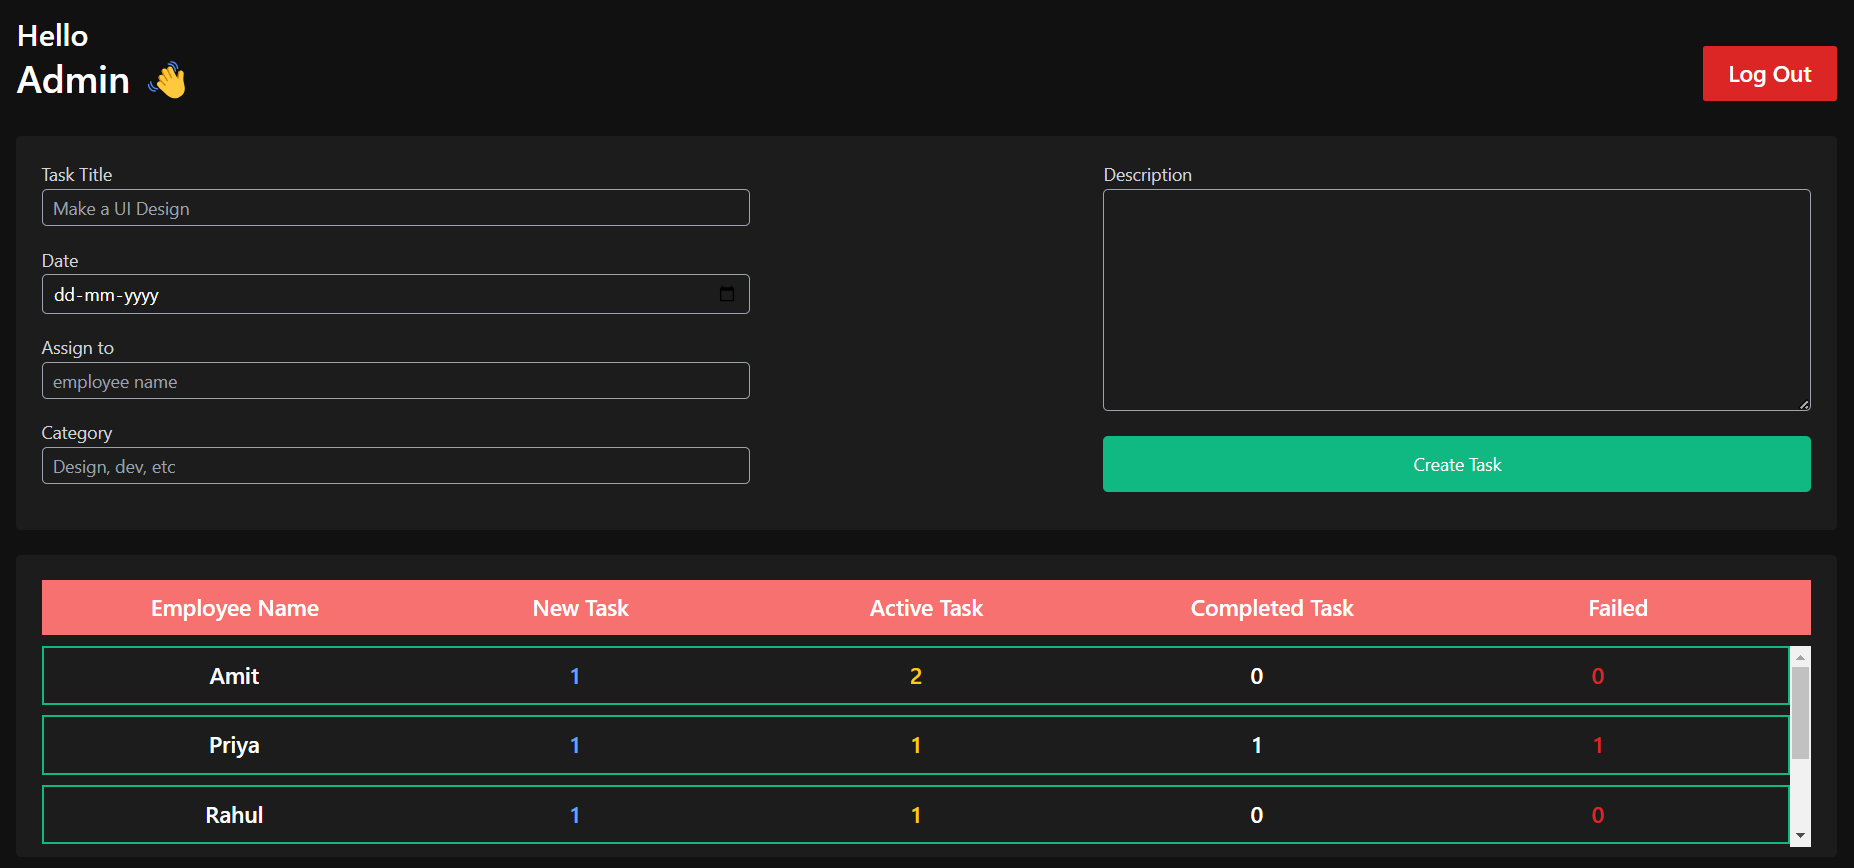 Hello
Admin 👋
Log Out
Task Title
Make a UI Design
Date
dd-mm-yyyy
Assign to
employee name
Category
Design, dev, etc
Description
Create Task
Employee Name New Task Active Task Completed Task Failed
Amit 1 2 0 0
Priya 1 1 1 1
Rahul 1 1 0 0